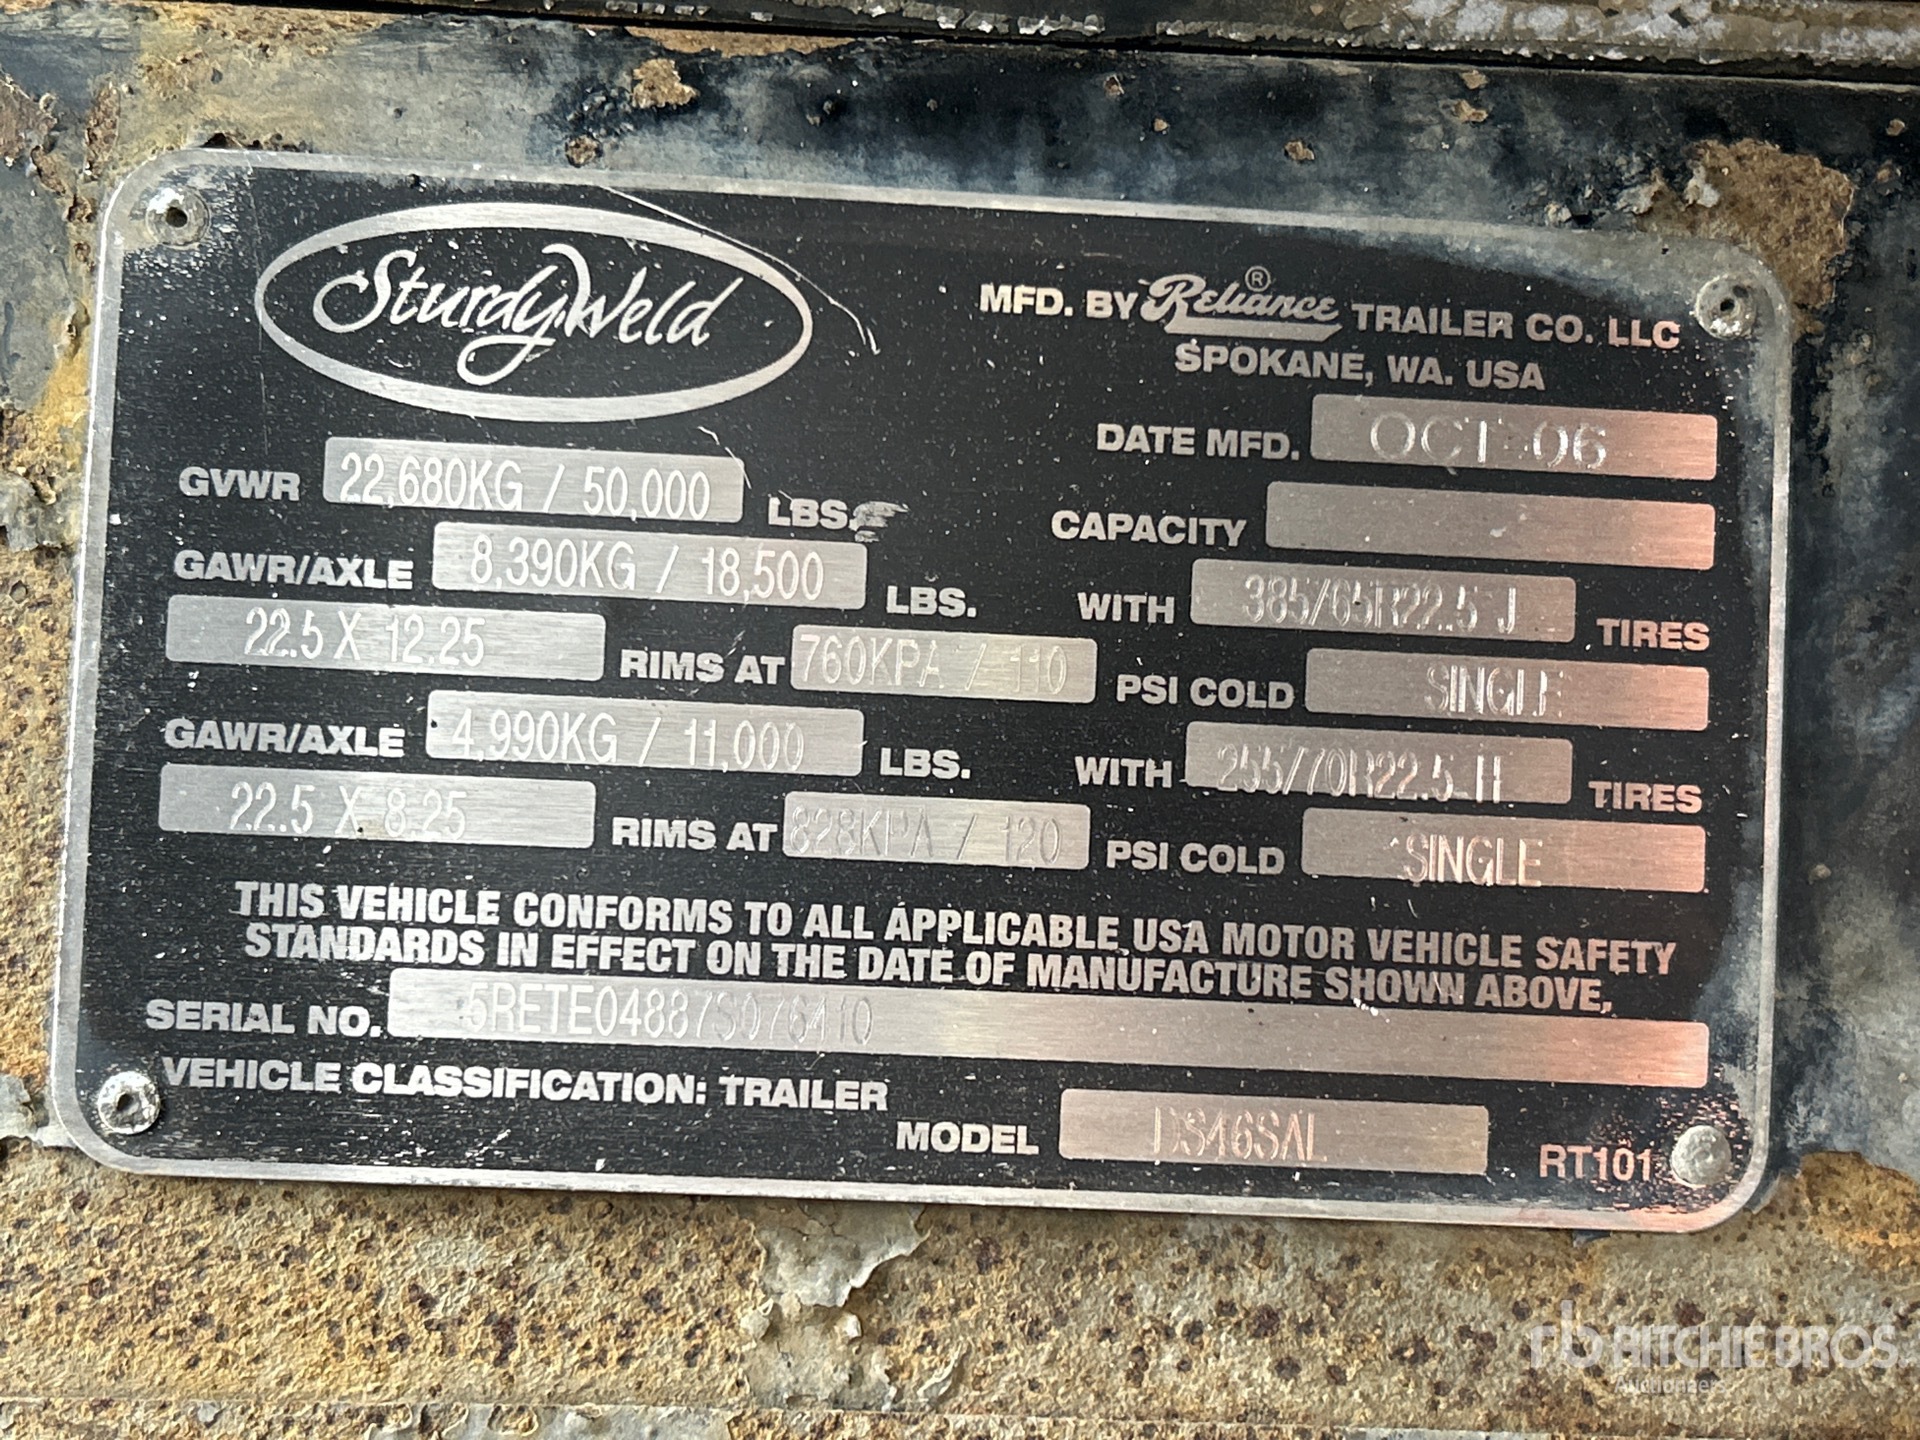 Sturdy-Weld
MFD. BY Reliance® TRAILER CO. LLC
SPOKANE, WA. USA
DATE MFD. OCT-06
GVWR 22,680KG / 50,000 LBS.
CAPACITY
GAWR/AXLE 8,390KG / 18,500 LBS. WITH 385/65R22.5 J TIRES
22.5 X 12.25 RIMS AT 760KPA / 110 PSI COLD SINGLE
GAWR/AXLE 4,990KG / 11,000 LBS. WITH 255/70R22.5 H TIRES
22.5 X 8.25 RIMS AT 828KPA / 120 PSI COLD SINGLE
THIS VEHICLE CONFORMS TO ALL APPLICABLE USA MOTOR VEHICLE SAFETY
STANDARDS IN EFFECT ON THE DATE OF MANUFACTURE SHOWN ABOVE,
SERIAL NO. 5RETE04887S076410
VEHICLE CLASSIFICATION: TRAILER
MODEL DS46SAL
RT101
rb RITCHIE BROS.
Auctioneers